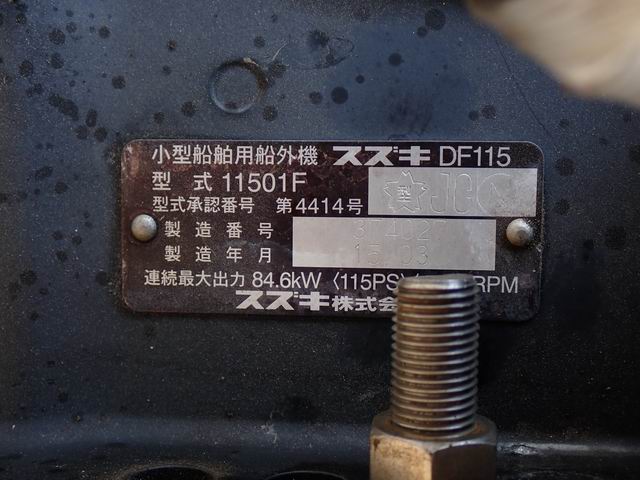 小型船舶用船外機 スズキ DF115
型式 11501F
型式承認番号 第4414号
製造番号
製造年月 15 03
連続最大出力 84.6kW (115PS) RPM
スズキ株式会